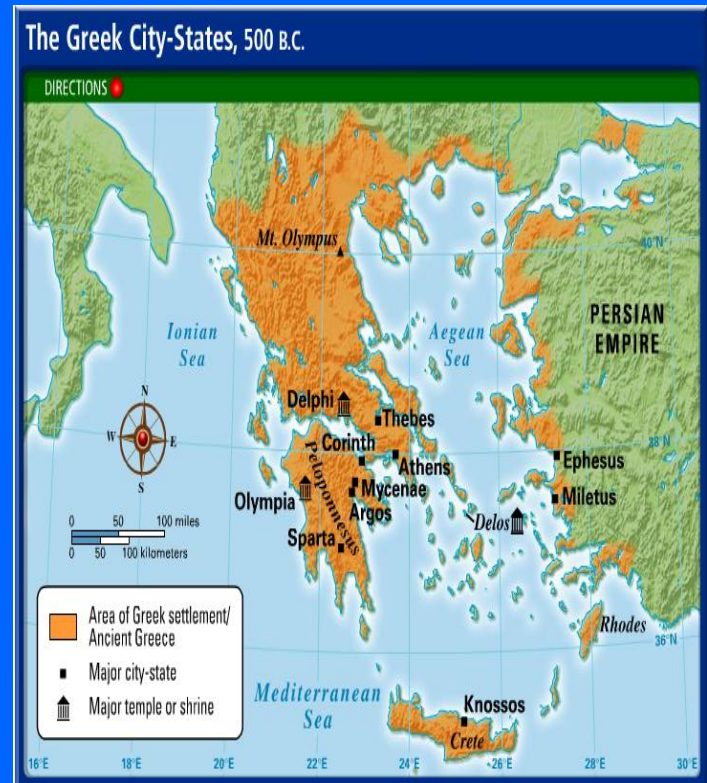 The Greek City-States, 500 B.C.
DIRECTIONS
Mt. Olympus
40°N
PERSIAN
EMPIRE
Ionian
Sea
Aegean
Sea
Delphi
Thebes
N
W
E
S
Corinth
Athens
38°N
Ephesus
Olympia
Peloponnesus
Mycenae
Argos
Miletus
Delos
Sparta
0 50 100 miles
0 50 100 kilometers
Rhodes
36°N
Area of Greek settlement/
Ancient Greece
Major city-state
Major temple or shrine
Mediterranean
Sea
Knossos
Crete
16°E 18°E 20°E 22°E 24°E 26°E 28°E 30°E